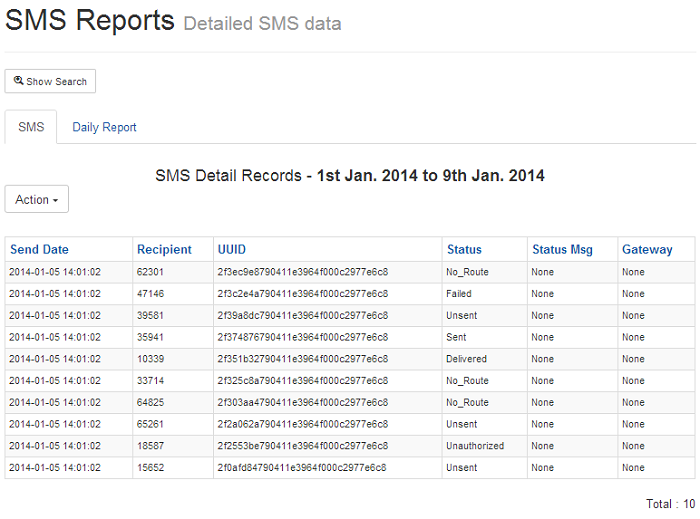 SMS Reports Detailed SMS data
Show Search
SMS Daily Report
SMS Detail Records - 1st Jan. 2014 to 9th Jan. 2014
Action
Send Date Recipient UUID Status Status Msg Gateway
2014-01-05 14:01:02 62301 2f3ec9e8790411e3964f000c2977e6c8 No_Route None None
2014-01-05 14:01:02 47146 2f3c2e4a790411e3964f000c2977e6c8 Failed None None
2014-01-05 14:01:02 39581 2f39a8dc790411e3964f000c2977e6c8 Unsent None None
2014-01-05 14:01:02 35941 2f374876790411e3964f000c2977e6c8 Sent None None
2014-01-05 14:01:02 10339 2f351b32790411e3964f000c2977e6c8 Delivered None None
2014-01-05 14:01:02 33714 2f325c8a790411e3964f000c2977e6c8 No_Route None None
2014-01-05 14:01:02 64825 2f303aa4790411e3964f000c2977e6c8 No_Route None None
2014-01-05 14:01:02 65261 2f2a062a790411e3964f000c2977e6c8 Unsent None None
2014-01-05 14:01:02 18587 2f2553be790411e3964f000c2977e6c8 Unauthorized None None
2014-01-05 14:01:02 15652 2f0afd84790411e3964f000c2977e6c8 Unsent None None
Total : 10